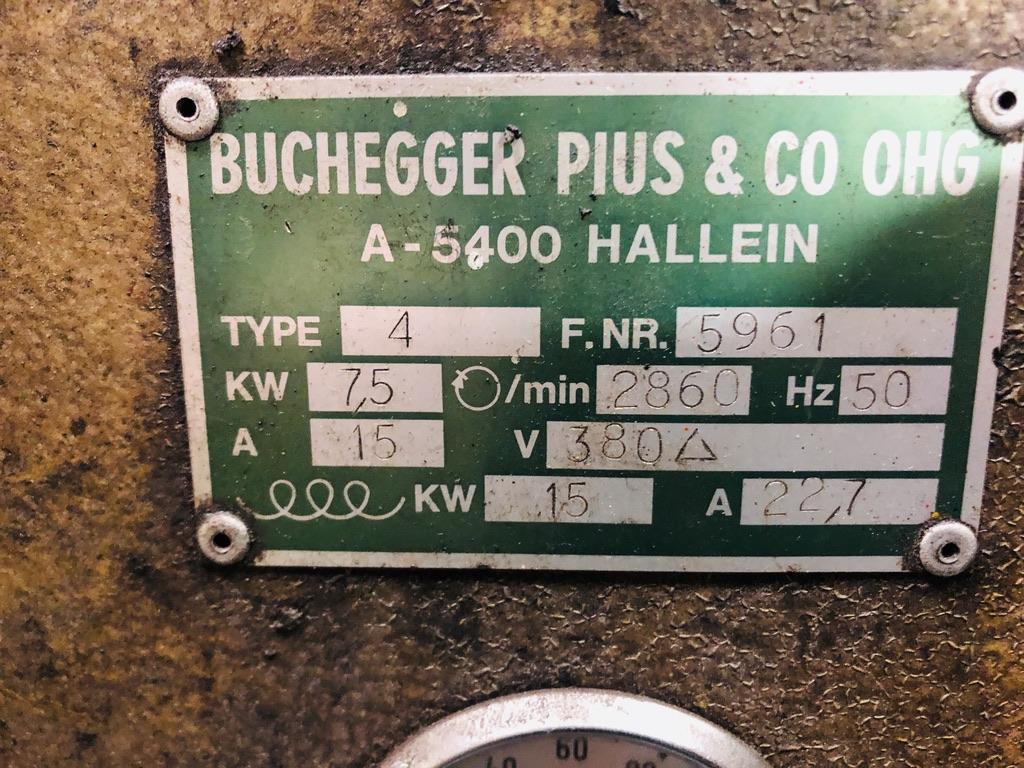 BUCHEGGER PIUS & CO OHG
A-5400 HALLEIN
TYPE 4 F.NR. 5961
KW 7,5 /min 2860 Hz 50
A 15 V 380 △
KW 15 A 22,7
60